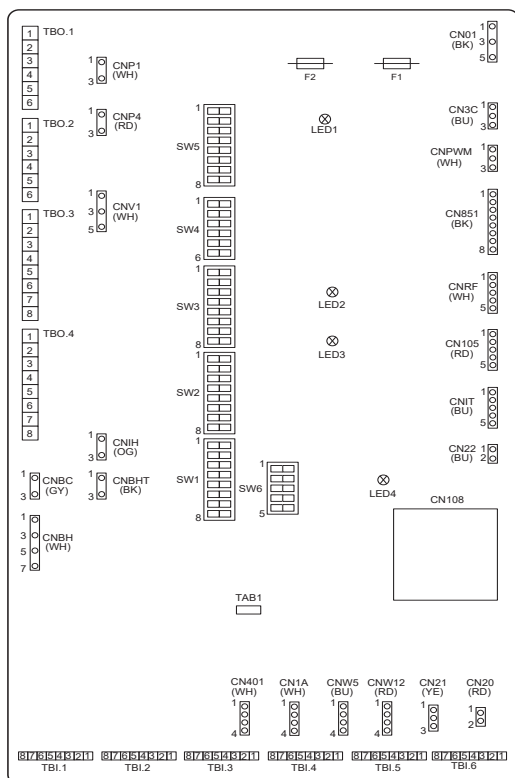 TBO.1
1
2
3
4
5
6
CNP1
(WH)
1
3
F2
F1
CN01
(BK)
1
3
5
TBO.2
1
2
3
4
5
6
CNP4
(RD)
1
3
SW5
1
8
LED1
CN3C
(BU)
1
3
CNPWM
(WH)
1
3
TBO.3
1
2
3
4
5
6
7
8
CNV1
(WH)
1
3
5
SW4
1
6
CN851
(BK)
1
8
SW3
1
8
LED2
CNRF
(WH)
1
5
TBO.4
1
2
3
4
5
6
7
8
LED3
CN105
(RD)
1
5
SW2
1
8
CNIT
(BU)
1
5
CNIH
(OG)
1
3
SW1
1
8
SW6
1
5
CN22
(BU)
1
2
CNBC
(GY)
1
3
CNBHT
(BK)
1
3
LED4
CN108
CNBH
(WH)
1
3
5
7
TAB1
CN401
(WH)
1
4
CN1A
(WH)
1
4
CNW5
(BU)
1
4
CNW12
(RD)
1
4
CN21
(YE)
1
3
CN20
(RD)
1
2
8 7 6 5 4 3 2 1
TBI.1
8 7 6 5 4 3 2 1
TBI.2
8 7 6 5 4 3 2 1
TBI.3
8 7 6 5 4 3 2 1
TBI.4
8 7 6 5 4 3 2 1
TBI.5
8 7 6 5 4 3 2 1
TBI.6